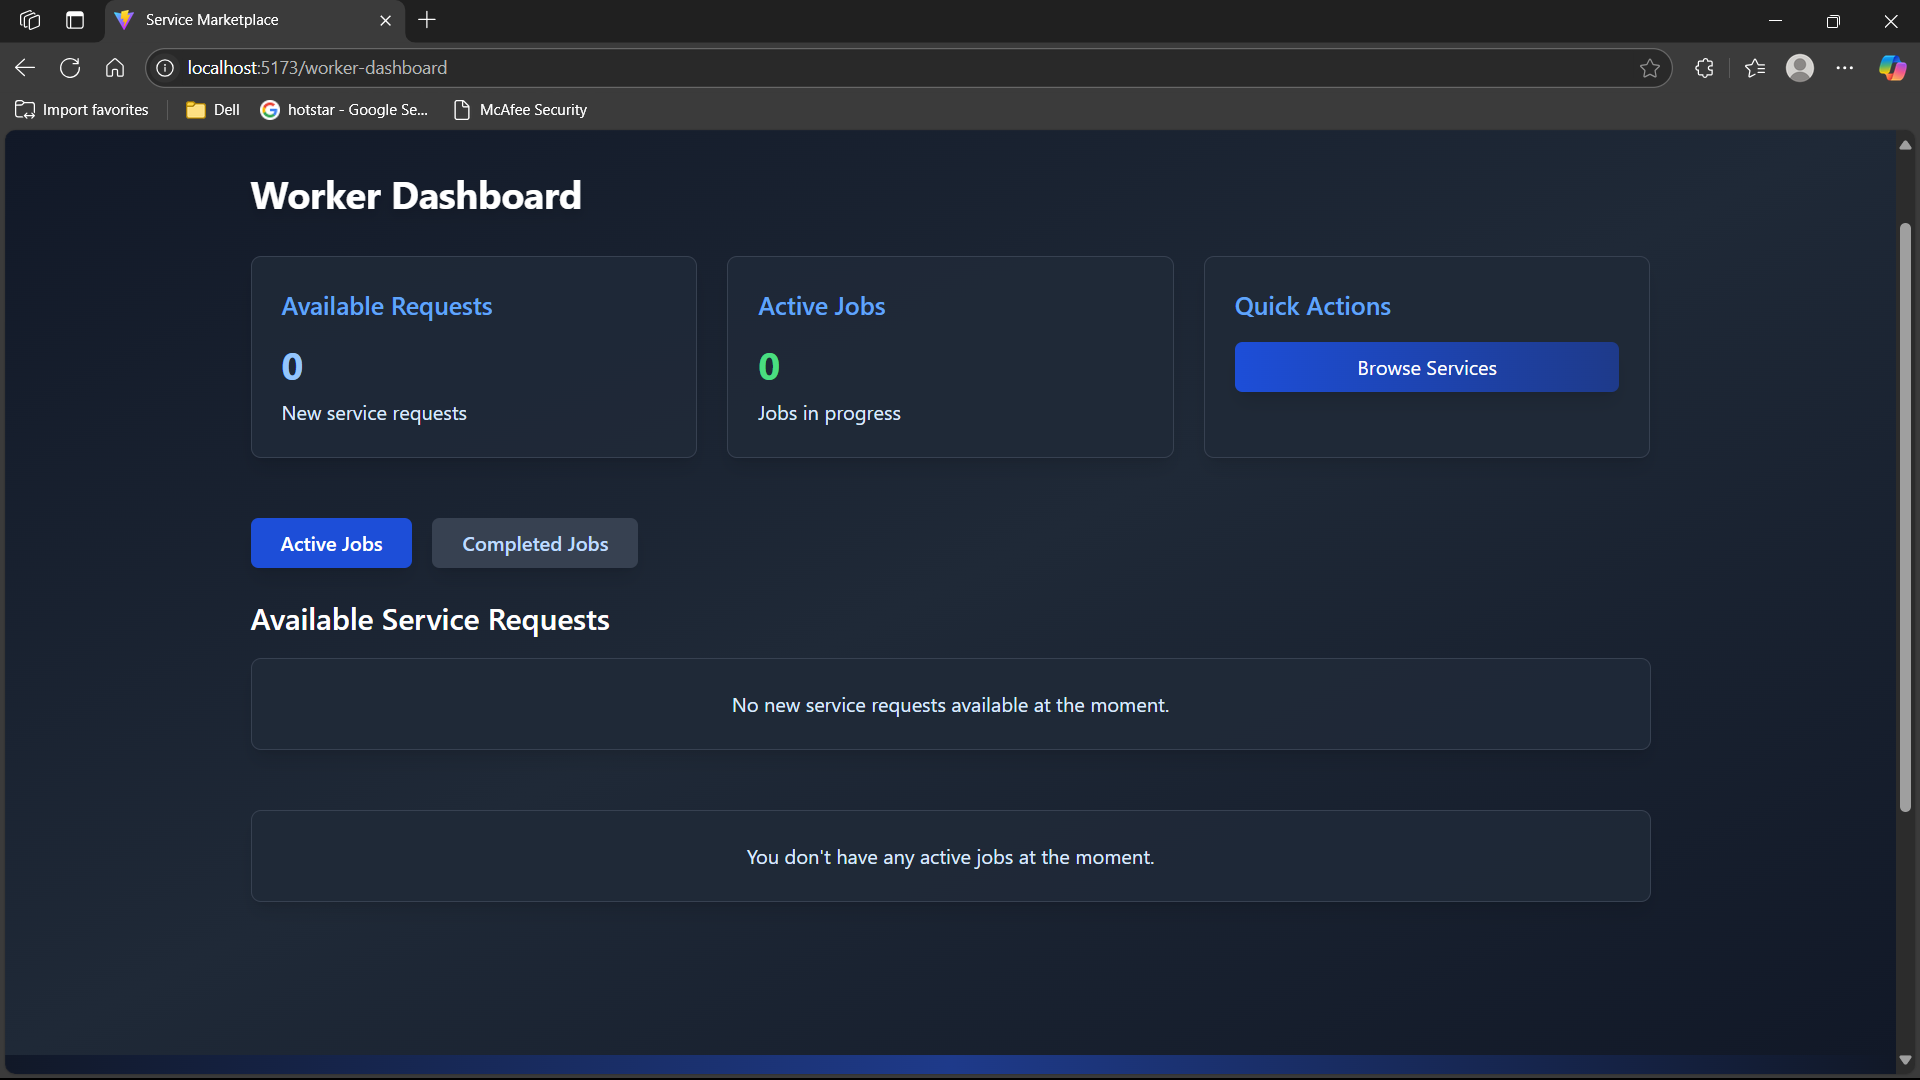 Service Marketplace
localhost:5173/worker-dashboard
Import favorites
Dell
hotstar - Google Se...
McAfee Security
Worker Dashboard
Available Requests
0
New service requests
Active Jobs
0
Jobs in progress
Quick Actions
Browse Services
Active Jobs
Completed Jobs
Available Service Requests
No new service requests available at the moment.
You don't have any active jobs at the moment.